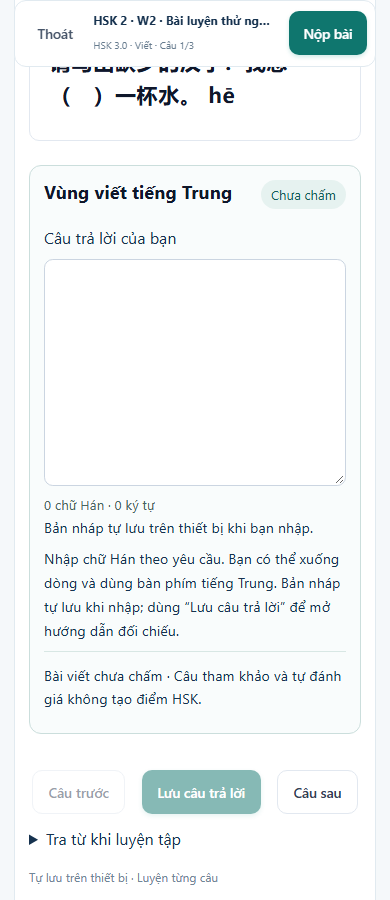 Thoát
HSK 2 · W2 · Bài luyện thử ng...
HSK 3.0 · Viết · Câu 1/3
Nộp bài
（　）一杯水。 hē
Vùng viết tiếng Trung
Chưa chấm
Câu trả lời của bạn
0 chữ Hán · 0 ký tự
Bản nháp tự lưu trên thiết bị khi bạn nhập.
Nhập chữ Hán theo yêu cầu. Bạn có thể xuống
dòng và dùng bàn phím tiếng Trung. Bản nháp
tự lưu khi nhập; dùng “Lưu câu trả lời” để mở
hướng dẫn đối chiếu.
Bài viết chưa chấm · Câu tham khảo và tự đánh
giá không tạo điểm HSK.
Câu trước
Lưu câu trả lời
Câu sau
Tra từ khi luyện tập
Tự lưu trên thiết bị · Luyện từng câu